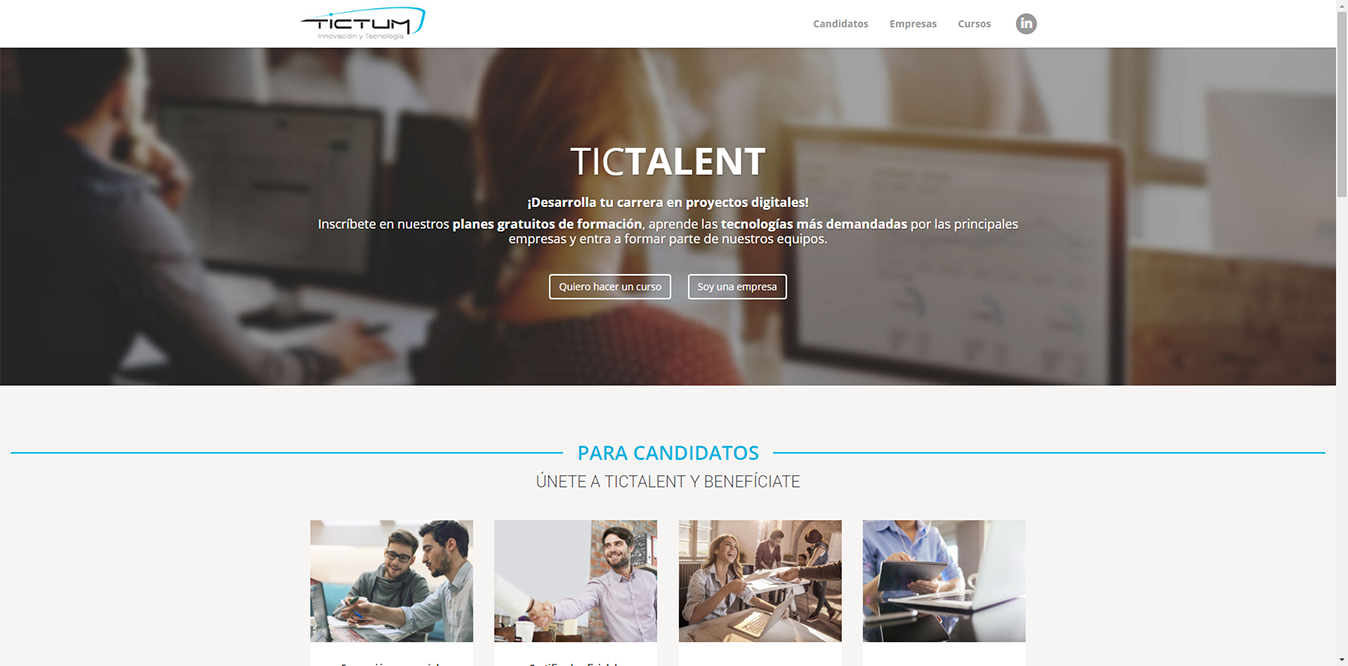 TICTUM
Innovación y Tecnología
Candidatos Empresas Cursos in
TICTALENT
¡Desarrolla tu carrera en proyectos digitales!
Inscríbete en nuestros planes gratuitos de formación, aprende las tecnologías más demandadas por las principales
empresas y entra a formar parte de nuestros equipos.
Quiero hacer un curso Soy una empresa
PARA CANDIDATOS
ÚNETE A TICTALENT Y BENEFÍCIATE